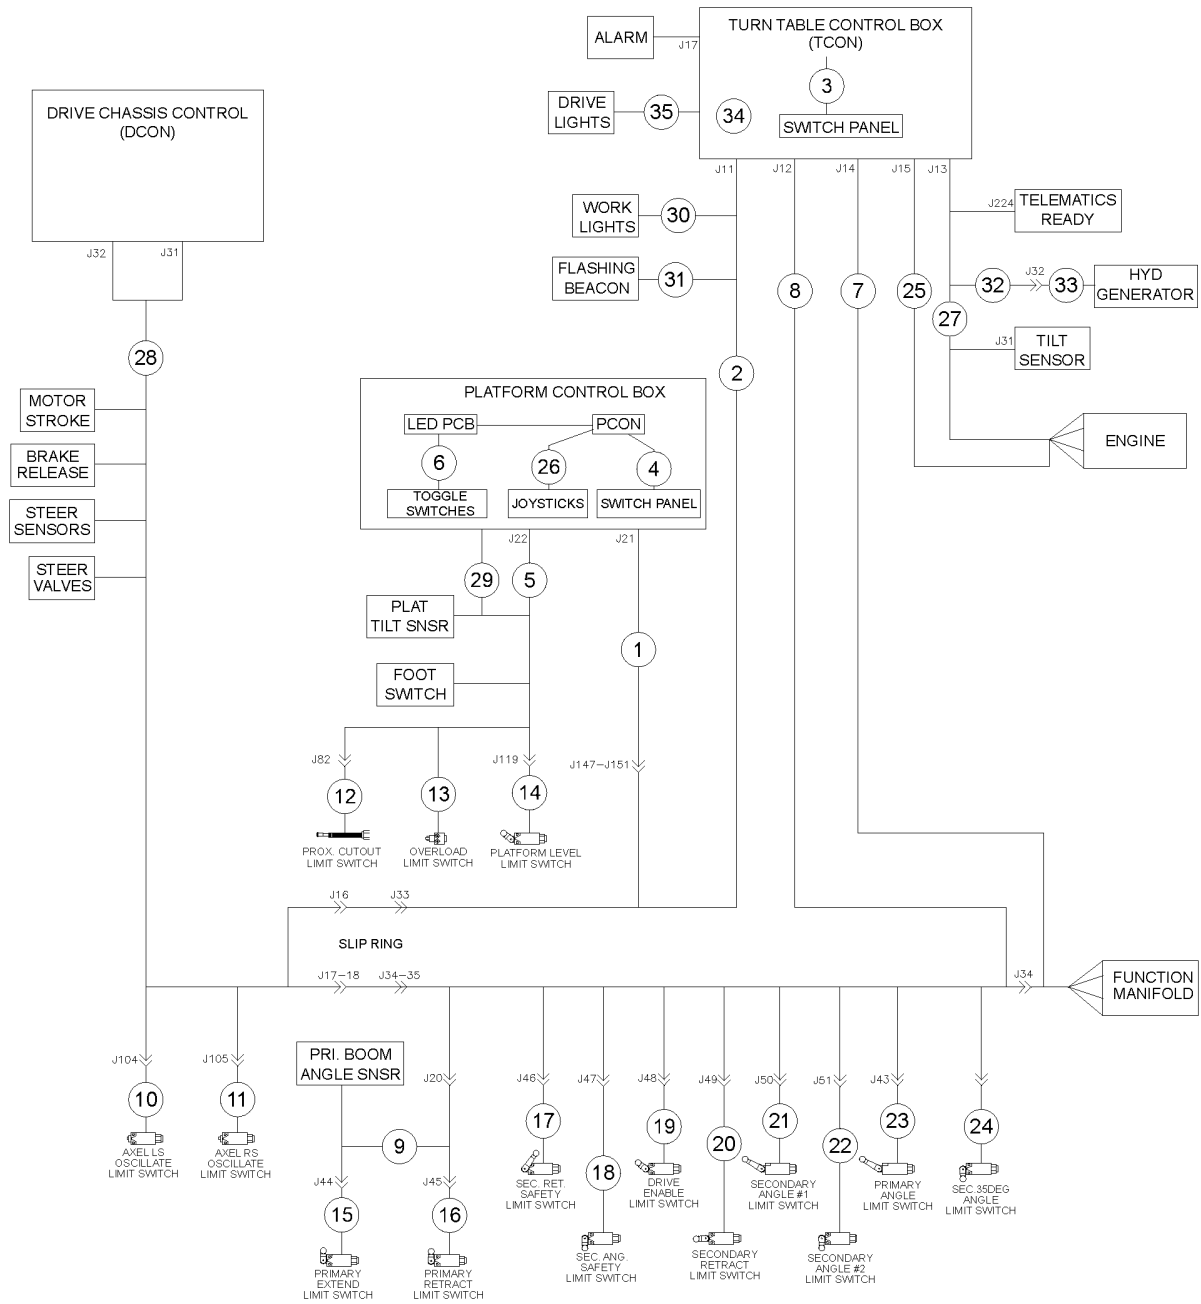 ALARM
J17
TURN TABLE CONTROL BOX
(TCON)
3
SWITCH PANEL
34
DRIVE
LIGHTS
35
DRIVE CHASSIS CONTROL
(DCON)
J32
J31
J11
J12
J14
J15
J13
WORK
LIGHTS
30
FLASHING
BEACON
31
J224
TELEMATICS
READY
8
7
25
32
J32
33
HYD
GENERATOR
27
J31
TILT
SENSOR
28
2
ENGINE
MOTOR
STROKE
BRAKE
RELEASE
STEER
SENSORS
STEER
VALVES
PLATFORM CONTROL BOX
LED PCB
PCON
6
26
4
TOGGLE
SWITCHES
JOYSTICKS
SWITCH PANEL
J22
J21
29
5
PLAT
TILT SNSR
1
FOOT
SWITCH
J82
J119
J147-J151
12
13
14
PROX. CUTOUT
LIMIT SWITCH
OVERLOAD
LIMIT SWITCH
PLATFORM LEVEL
LIMIT SWITCH
J16
J33
SLIP RING
J17-18
J34-35
J34
FUNCTION
MANIFOLD
J104
10
AXEL LS
OSCILLATE
LIMIT SWITCH
J105
11
AXEL RS
OSCILLATE
LIMIT SWITCH
PRI. BOOM
ANGLE SNSR
J20
9
J44
15
PRIMARY
EXTEND
LIMIT SWITCH
J45
16
PRIMARY
RETRACT
LIMIT SWITCH
J46
17
SEC. RET.
SAFETY
LIMIT SWITCH
J47
18
SEC. ANG.
SAFETY
LIMIT SWITCH
J48
19
DRIVE
ENABLE
LIMIT SWITCH
J49
20
SECONDARY
RETRACT
LIMIT SWITCH
J50
21
SECONDARY
ANGLE #1
LIMIT SWITCH
J51
22
SECONDARY
ANGLE #2
LIMIT SWITCH
J43
23
PRIMARY
ANGLE
LIMIT SWITCH
24
SEC.35DEG
ANGLE
LIMIT SWITCH